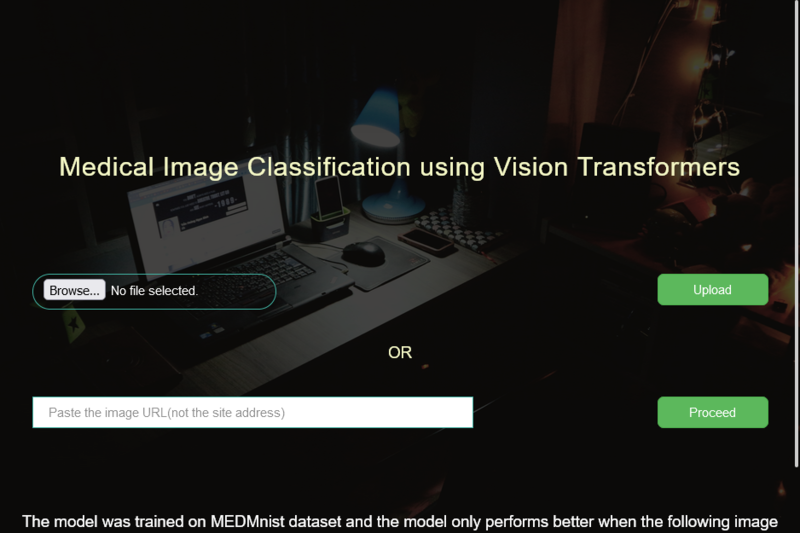 Medical Image Classification using Vision Transformers
Browse... No file selected.
Upload
OR
Paste the image URL(not the site address)
Proceed
The model was trained on MEDMnist dataset and the model only performs better when the following image